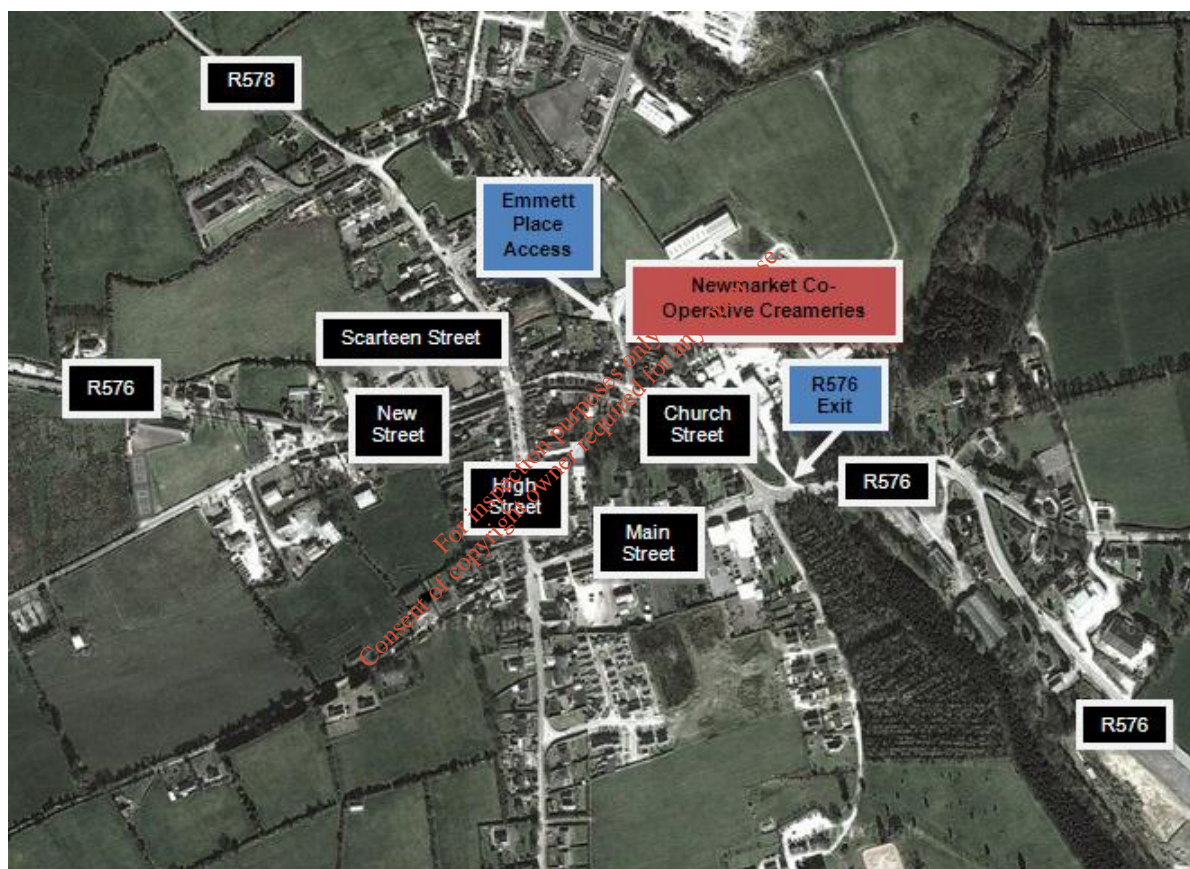 R578
Emmett
Place
Access
Newmarket Co-
Operative Creameries
Scarteen Street
R576
New
Street
Church
Street
R576
Exit
High
Street
R576
Main
Street
R576
For inspection purposes only.
Consent of copyright owner required for any other use.